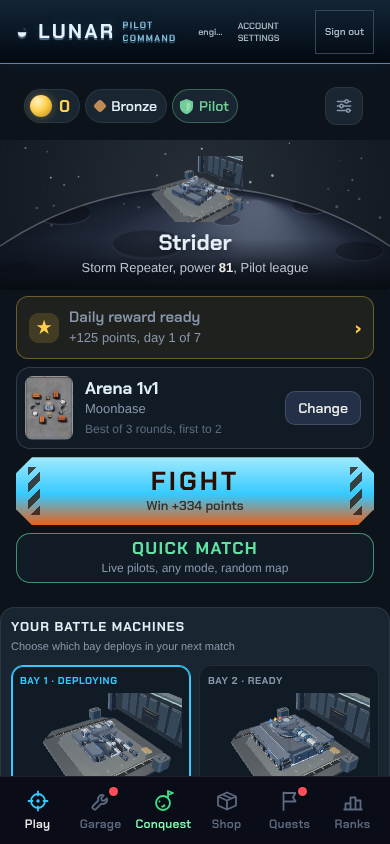 LUNAR
PILOT
COMMAND
engi...
ACCOUNT
SETTINGS
Sign out
0
Bronze
Pilot
Strider
Storm Repeater, power 81, Pilot league
Daily reward ready
+125 points, day 1 of 7
Arena 1v1
Moonbase
Best of 3 rounds, first to 2
Change
FIGHT
Win +334 points
QUICK MATCH
Live pilots, any mode, random map
YOUR BATTLE MACHINES
Choose which bay deploys in your next match
BAY 1 · DEPLOYING
BAY 2 · READY
Play
Garage
Conquest
Shop
Quests
Ranks